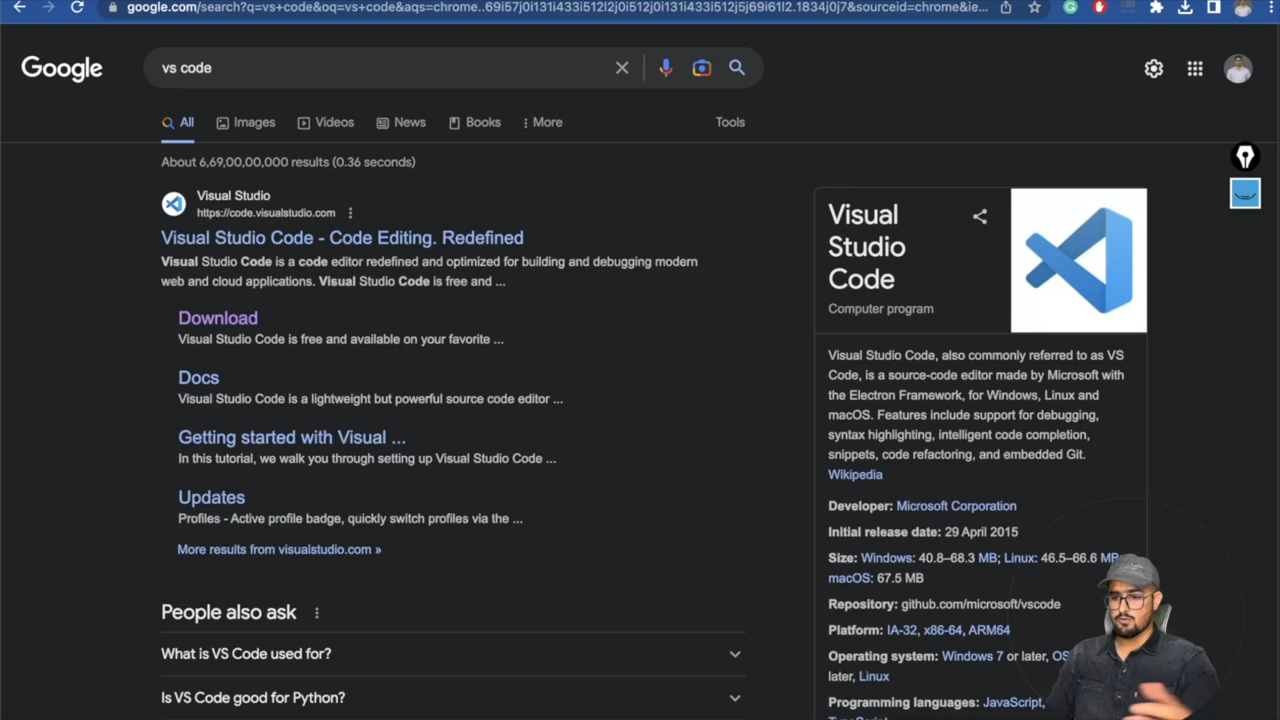 google.com/search?q=vs+code&oq=vs+code&aqs=chrome..69i57j0i131i433i512l2j0i512j0i131i433i512j5j69i61l2.1834j0j7&sourceid=chrome&ie...
Google
vs code
All
Images
Videos
News
Books
More
Tools
About 6,69,00,00,000 results (0.36 seconds)
Visual Studio
https://code.visualstudio.com
Visual Studio Code - Code Editing. Redefined
Visual Studio Code is a code editor redefined and optimized for building and debugging modern
web and cloud applications. Visual Studio Code is free and ...
Download
Visual Studio Code is free and available on your favorite ...
Docs
Visual Studio Code is a lightweight but powerful source code editor ...
Getting started with Visual ...
In this tutorial, we walk you through setting up Visual Studio Code ...
Updates
Profiles - Active profile badge, quickly switch profiles via the ...
More results from visualstudio.com »
People also ask
What is VS Code used for?
Is VS Code good for Python?
Visual
Studio
Code
Computer program
Visual Studio Code, also commonly referred to as VS
Code, is a source-code editor made by Microsoft with
the Electron Framework, for Windows, Linux and
macOS. Features include support for debugging,
syntax highlighting, intelligent code completion,
snippets, code refactoring, and embedded Git.
Wikipedia
Developer: Microsoft Corporation
Initial release date: 29 April 2015
Size: Windows: 40.8–68.3 MB; Linux: 46.5–66.6 MB
macOS: 67.5 MB
Repository: github.com/microsoft/vscode
Platform: IA-32, x86-64, ARM64
Operating system: Windows 7 or later, OS
later, Linux
Programming languages: JavaScript,